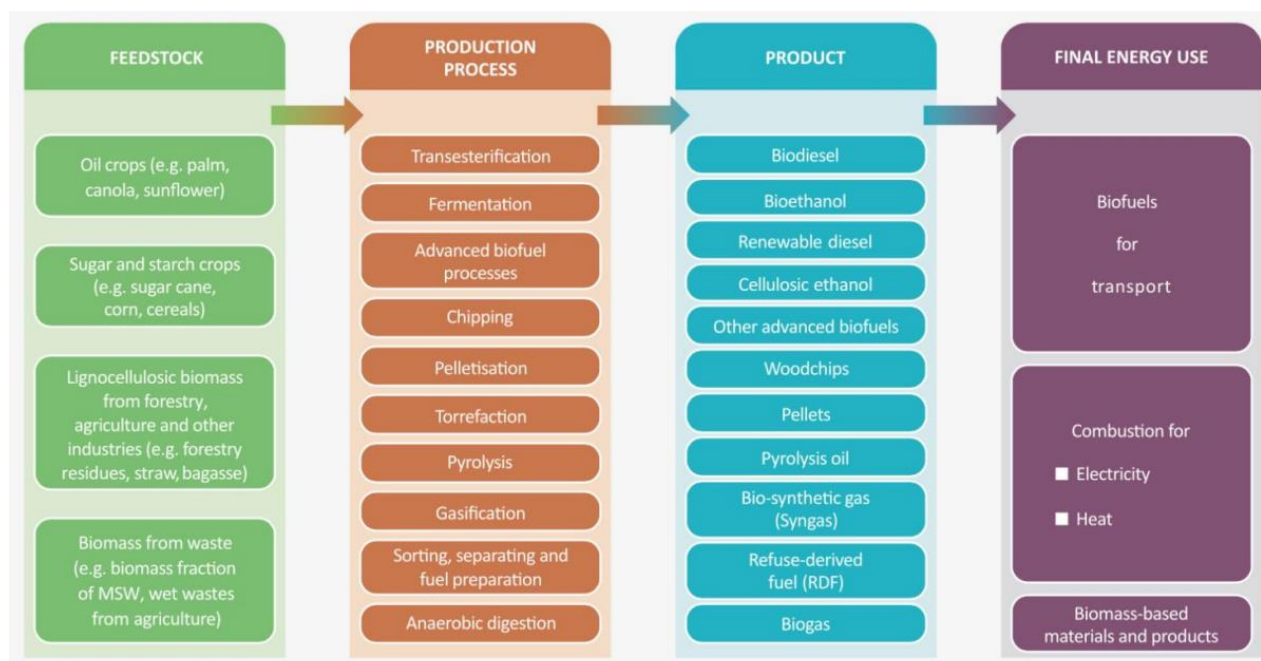 FEEDSTOCK
Oil crops (e.g. palm,
canola, sunflower)
Sugar and starch crops
(e.g. sugar cane,
corn, cereals)
Lignocellulosic biomass
from forestry,
agriculture and other
industries (e.g. forestry
residues, straw, bagasse)
Biomass from waste
(e.g. biomass fraction
of MSW, wet wastes
from agriculture)
PRODUCTION
PROCESS
Transesterification
Fermentation
Advanced biofuel
processes
Chipping
Pelletisation
Torrefaction
Pyrolysis
Gasification
Sorting, separating and
fuel preparation
Anaerobic digestion
PRODUCT
Biodiesel
Bioethanol
Renewable diesel
Cellulosic ethanol
Other advanced biofuels
Woodchips
Pellets
Pyrolysis oil
Bio-synthetic gas
(Syngas)
Refuse-derived
fuel (RDF)
Biogas
FINAL ENERGY USE
Biofuels
for
transport
Combustion for
Electricity
Heat
Biomass-based
materials and products